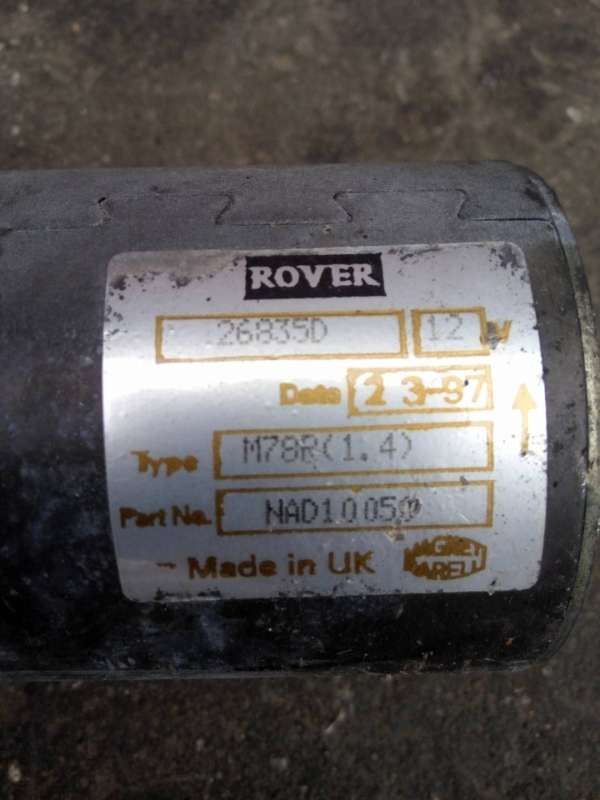 ROVER
26835D 12 V
Date 2 3-97
Type M78R(1.4)
Part No. NAD10050
Made in UK MAGNETI MARELLI